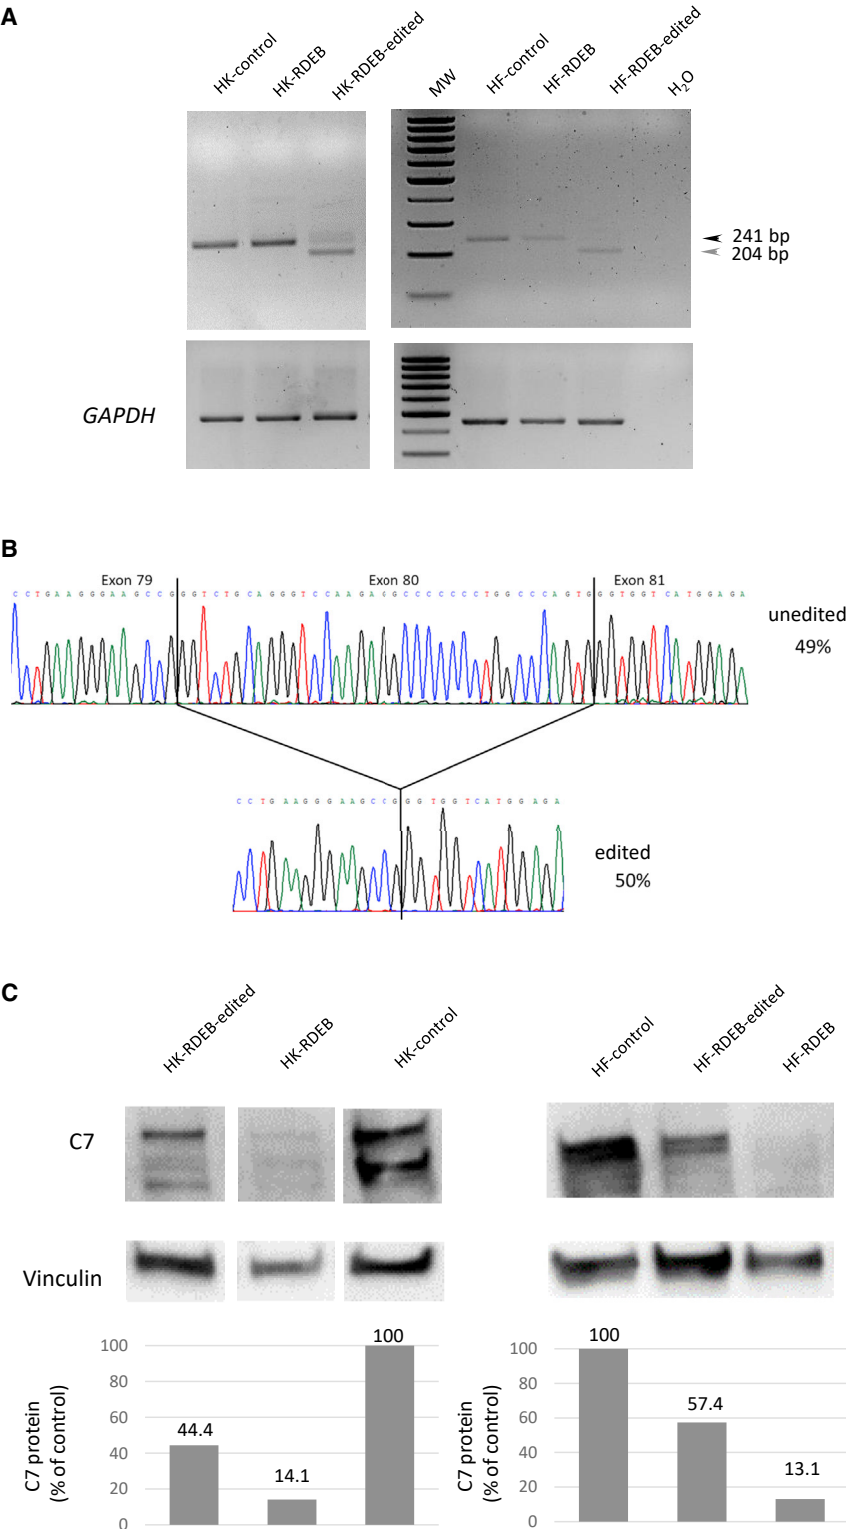 A
HK-control
HK-RDEB
HK-RDEB-edited
MW
HF-control
HF-RDEB
HF-RDEB-edited
H₂O
241 bp
204 bp
GAPDH
B
Exon 79 Exon 80 Exon 81
C C T G A A G G G A A G C C G G G T C T G C A G G G T C C A A G A C G C C C C C C C T G G C C C A G T G G G T G G T C A T G G A G A
unedited
49%
C C T G A A G G G A A G C C G G G T G G T C A T G G A G A
edited
50%
C
HK-RDEB-edited
HK-RDEB
HK-control
HF-control
HF-RDEB-edited
HF-RDEB
C7
Vinculin
C7 protein
(% of control)
100
80
60
40
20
0
44.4
14.1
100
C7 protein
(% of control)
100
80
60
40
20
0
100
57.4
13.1